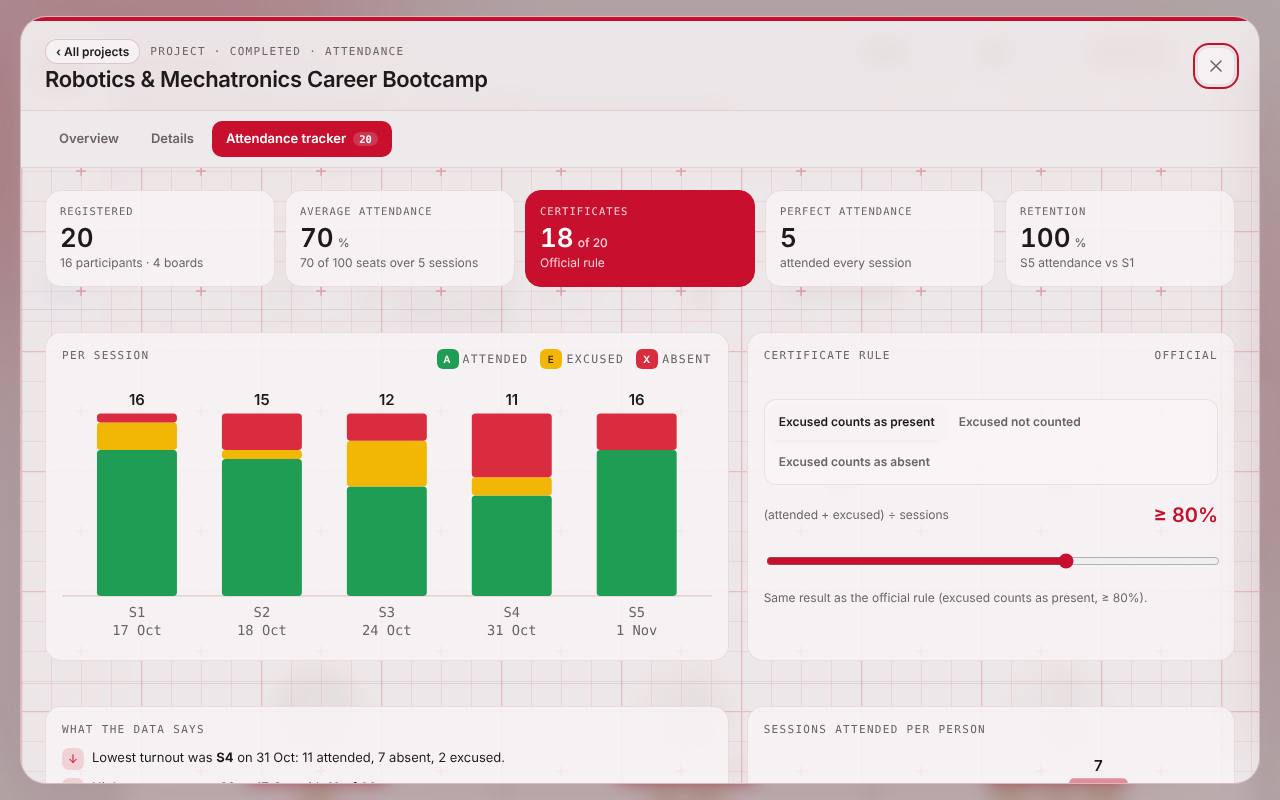 ‹ All projects
PROJECT · COMPLETED · ATTENDANCE
Robotics & Mechatronics Career Bootcamp
Overview
Details
Attendance tracker 20
REGISTERED
20
16 participants · 4 boards
AVERAGE ATTENDANCE
70 %
70 of 100 seats over 5 sessions
CERTIFICATES
18 of 20
Official rule
PERFECT ATTENDANCE
5
attended every session
RETENTION
100 %
S5 attendance vs S1
PER SESSION
A ATTENDED E EXCUSED X ABSENT
16 15 12 11 16
S1 S2 S3 S4 S5
17 Oct 18 Oct 24 Oct 31 Oct 1 Nov
CERTIFICATE RULE
OFFICIAL
Excused counts as present
Excused not counted
Excused counts as absent
(attended + excused) ÷ sessions
≥ 80%
Same result as the official rule (excused counts as present, ≥ 80%).
WHAT THE DATA SAYS
Lowest turnout was S4 on 31 Oct: 11 attended, 7 absent, 2 excused.
SESSIONS ATTENDED PER PERSON
7